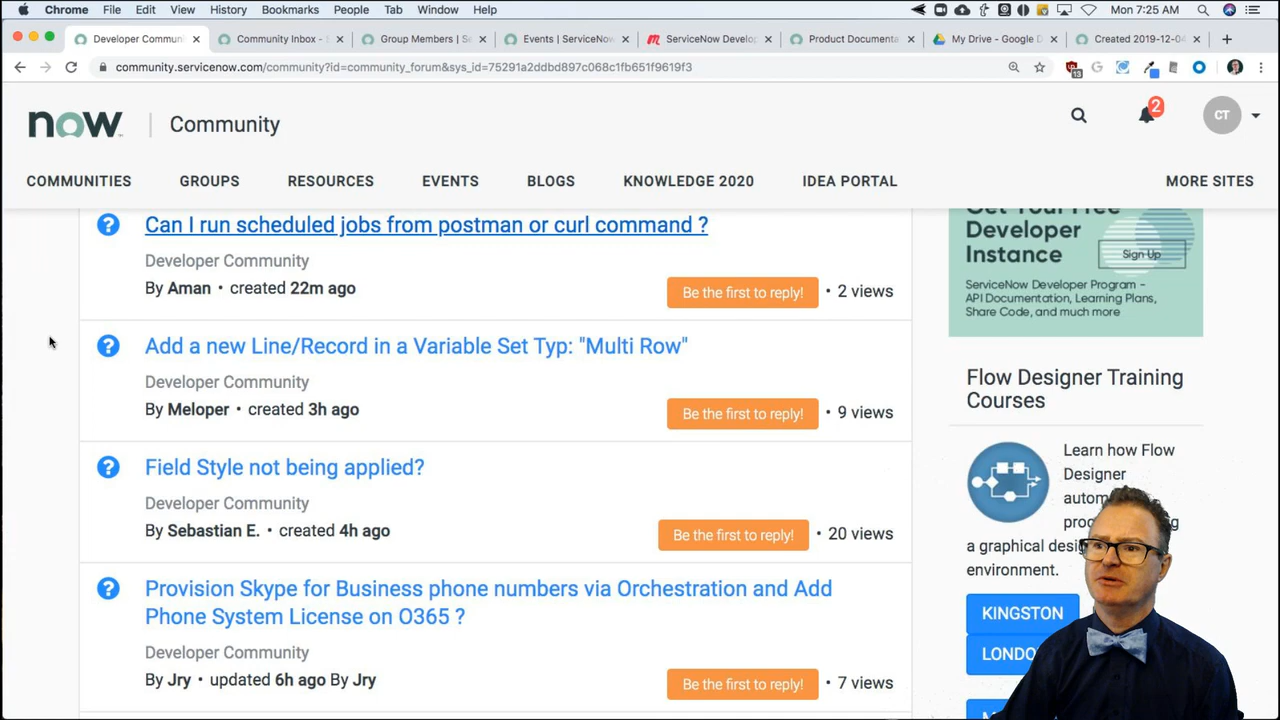 Chrome File Edit View History Bookmarks People Tab Window Help
Mon 7:25 AM
Developer Commun
Community Inbox -
Group Members | Se
Events | ServiceNow
ServiceNow Develop
Product Documenta
My Drive - Google D
Created 2019-12-04
community.servicenow.com/community?id=community_forum&sys_id=75291a2ddbd897c068c1fb651f9619f3
13
now Community
2
CT
COMMUNITIES GROUPS RESOURCES EVENTS BLOGS KNOWLEDGE 2020 IDEA PORTAL MORE SITES
Can I run scheduled jobs from postman or curl command ?
Developer Community
By Aman • created 22m ago
Be the first to reply! • 2 views
Add a new Line/Record in a Variable Set Typ: "Multi Row"
Developer Community
By Meloper • created 3h ago
Be the first to reply! • 9 views
Field Style not being applied?
Developer Community
By Sebastian E. • created 4h ago
Be the first to reply! • 20 views
Provision Skype for Business phone numbers via Orchestration and Add
Phone System License on O365 ?
Developer Community
By Jry • updated 6h ago By Jry
Be the first to reply! • 7 views
Get Your Free
Developer
Instance
Sign Up
ServiceNow Developer Program -
API Documentation, Learning Plans,
Share Code, and much more
Flow Designer Training
Courses
Learn how Flow
Designer
a graphical
environment.
KINGSTON